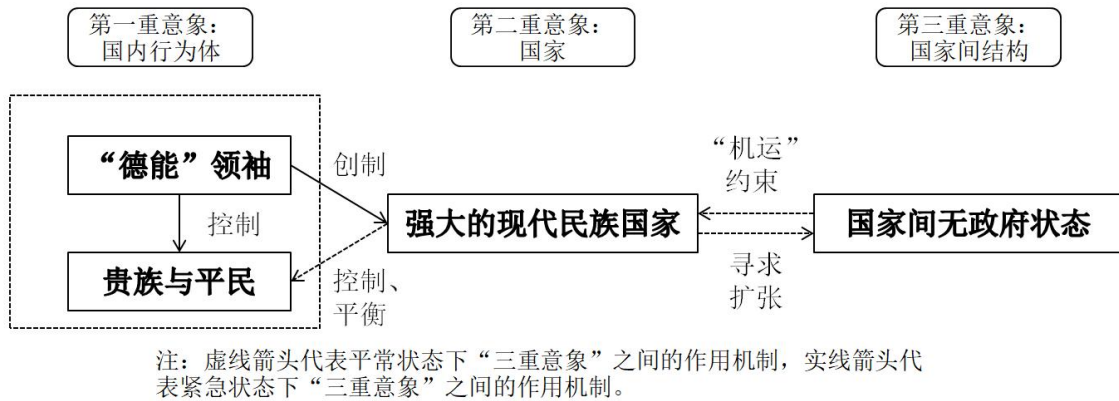 第一重意象：
国内行为体
第二重意象：
国家
第三重意象：
国家间结构
“德能”领袖
创制
控制
贵族与平民
控制、
平衡
强大的现代民族国家
“机运”
约束
寻求
扩张
国家间无政府状态
注：虚线箭头代表平常状态下“三重意象”之间的作用机制，实线箭头代
表紧急状态下“三重意象”之间的作用机制。